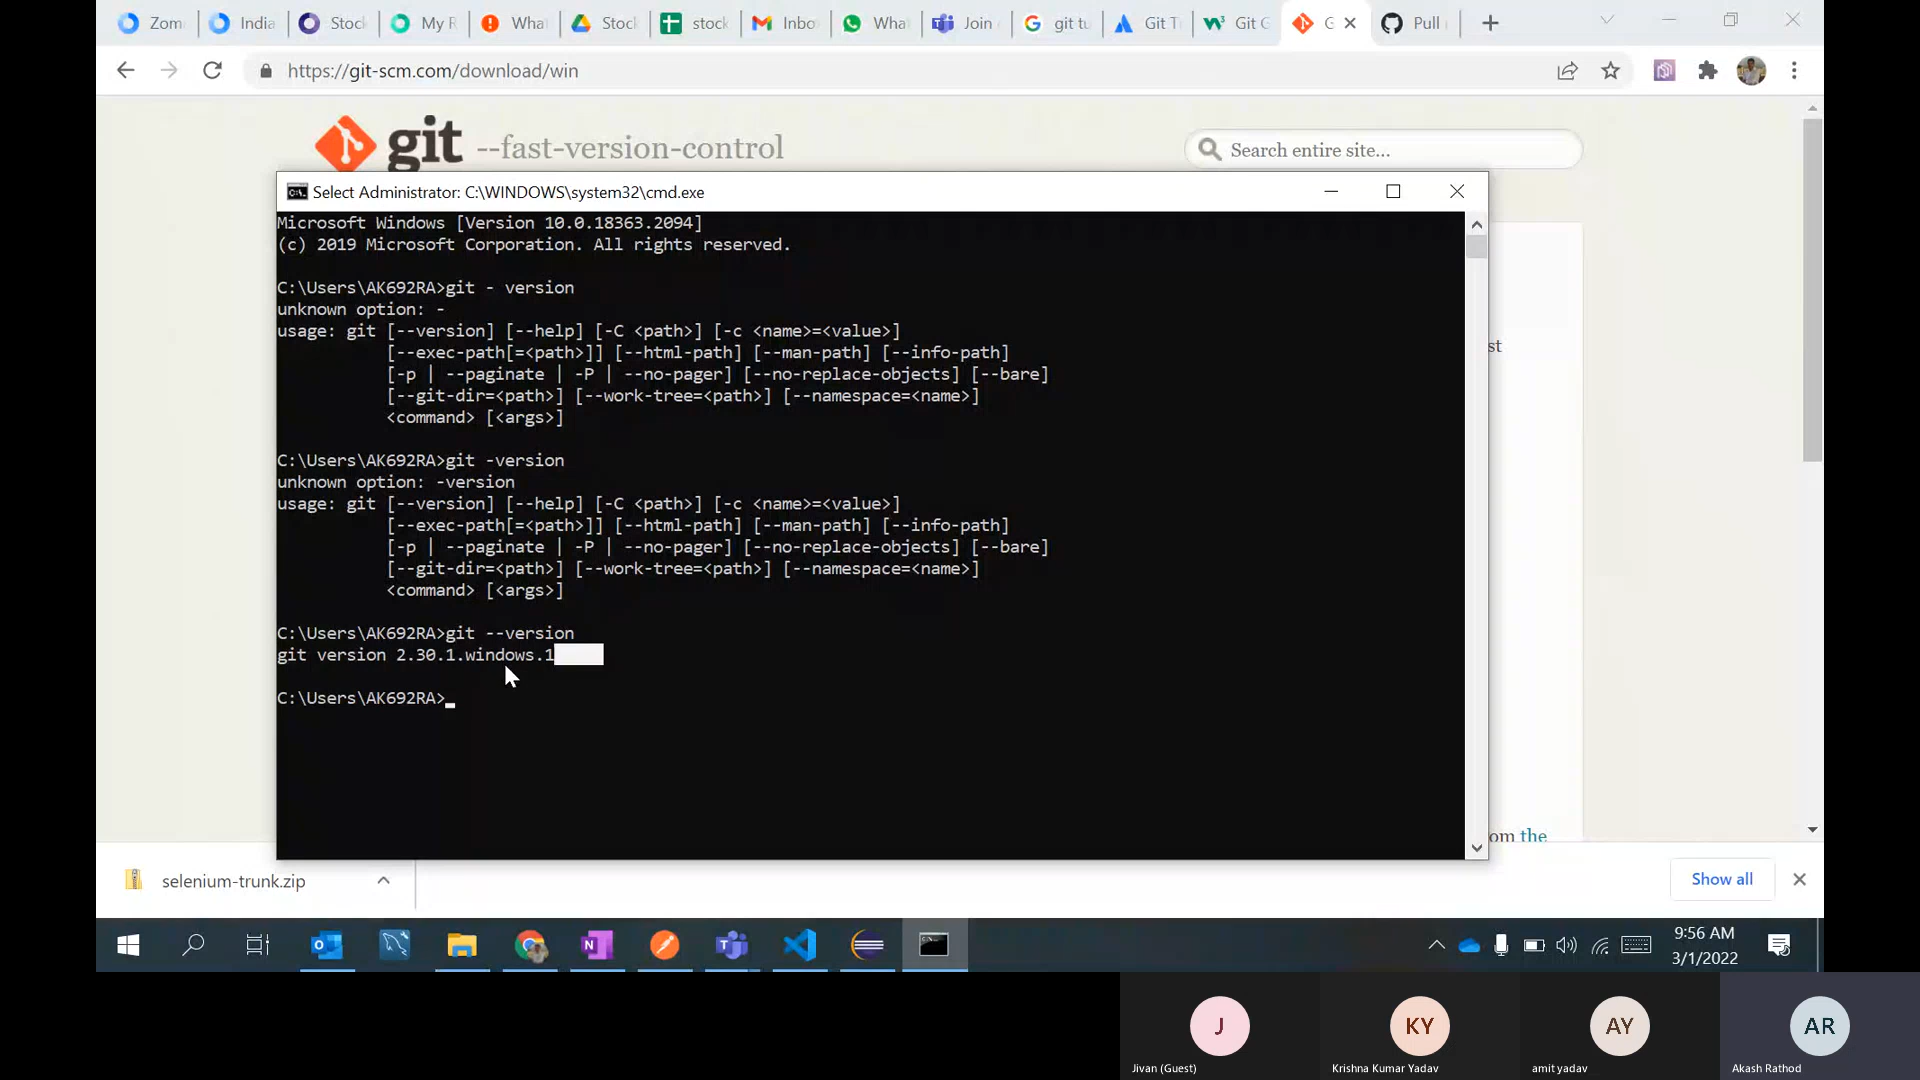 Zom
India
Stock
My R
Wha
Stoc
stock
Inbo
Wha
Join
git tu
Git T
Git G
G
Pull
https://git-scm.com/download/win
git --fast-version-control
Search entire site...
Select Administrator: C:\WINDOWS\system32\cmd.exe
Microsoft Windows [Version 10.0.18363.2094]
(c) 2019 Microsoft Corporation. All rights reserved.
C:\Users\AK692RA>git - version
unknown option: -
usage: git [--version] [--help] [-C <path>] [-c <name>=<value>]
[--exec-path[=<path>]] [--html-path] [--man-path] [--info-path]
[-p | --paginate | -P | --no-pager] [--no-replace-objects] [--bare]
[--git-dir=<path>] [--work-tree=<path>] [--namespace=<name>]
<command> [<args>]
C:\Users\AK692RA>git -version
unknown option: -version
usage: git [--version] [--help] [-C <path>] [-c <name>=<value>]
[--exec-path[=<path>]] [--html-path] [--man-path] [--info-path]
[-p | --paginate | -P | --no-pager] [--no-replace-objects] [--bare]
[--git-dir=<path>] [--work-tree=<path>] [--namespace=<name>]
<command> [<args>]
C:\Users\AK692RA>git --version
git version 2.30.1.windows.1
C:\Users\AK692RA>
st
om the
selenium-trunk.zip
Show all
9:56 AM
3/1/2022
J
KY
AY
AR
Jivan (Guest)
Krishna Kumar Yadav
amit yadav
Akash Rathod